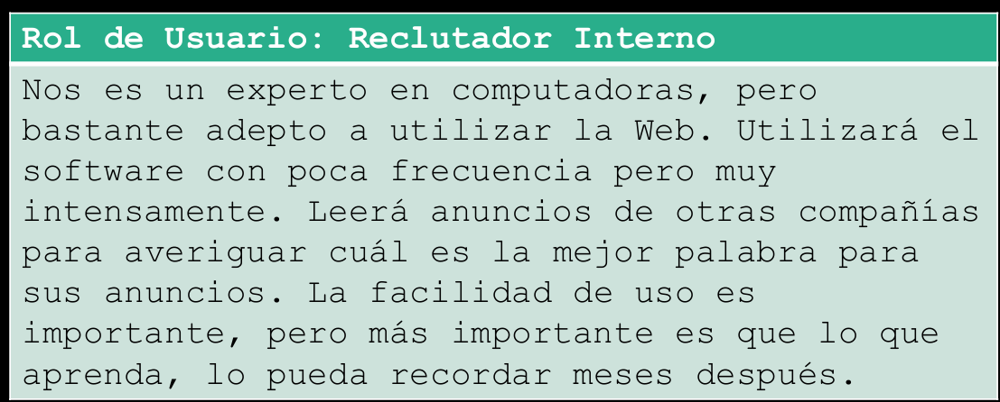 Rol de Usuario: Reclutador Interno
Nos es un experto en computadoras, pero
bastante adepto a utilizar la Web. Utilizará el
software con poca frecuencia pero muy
intensamente. Leerá anuncios de otras compañías
para averiguar cuál es la mejor palabra para
sus anuncios. La facilidad de uso es
importante, pero más importante es que lo que
aprenda, lo pueda recordar meses después.